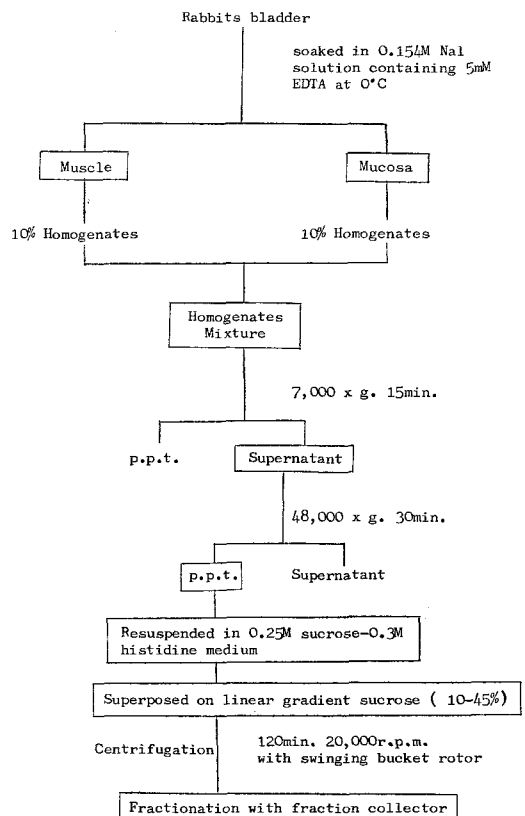 Rabbits bladder
soaked in 0.154M NaI
solution containing 5mM
EDTA at 0°C
Muscle
Mucosa
10% Homogenates
10% Homogenates
Homogenates
Mixture
7,000 x g. 15min.
p.p.t.
Supernatant
48,000 x g. 30min.
p.p.t.
Supernatant
Resuspended in 0.25M sucrose-0.3M
histidine medium
Superposed on linear gradient sucrose ( 10-45%)
Centrifugation
120min. 20,000r.p.m.
with swinging bucket rotor
Fractionation with fraction collector